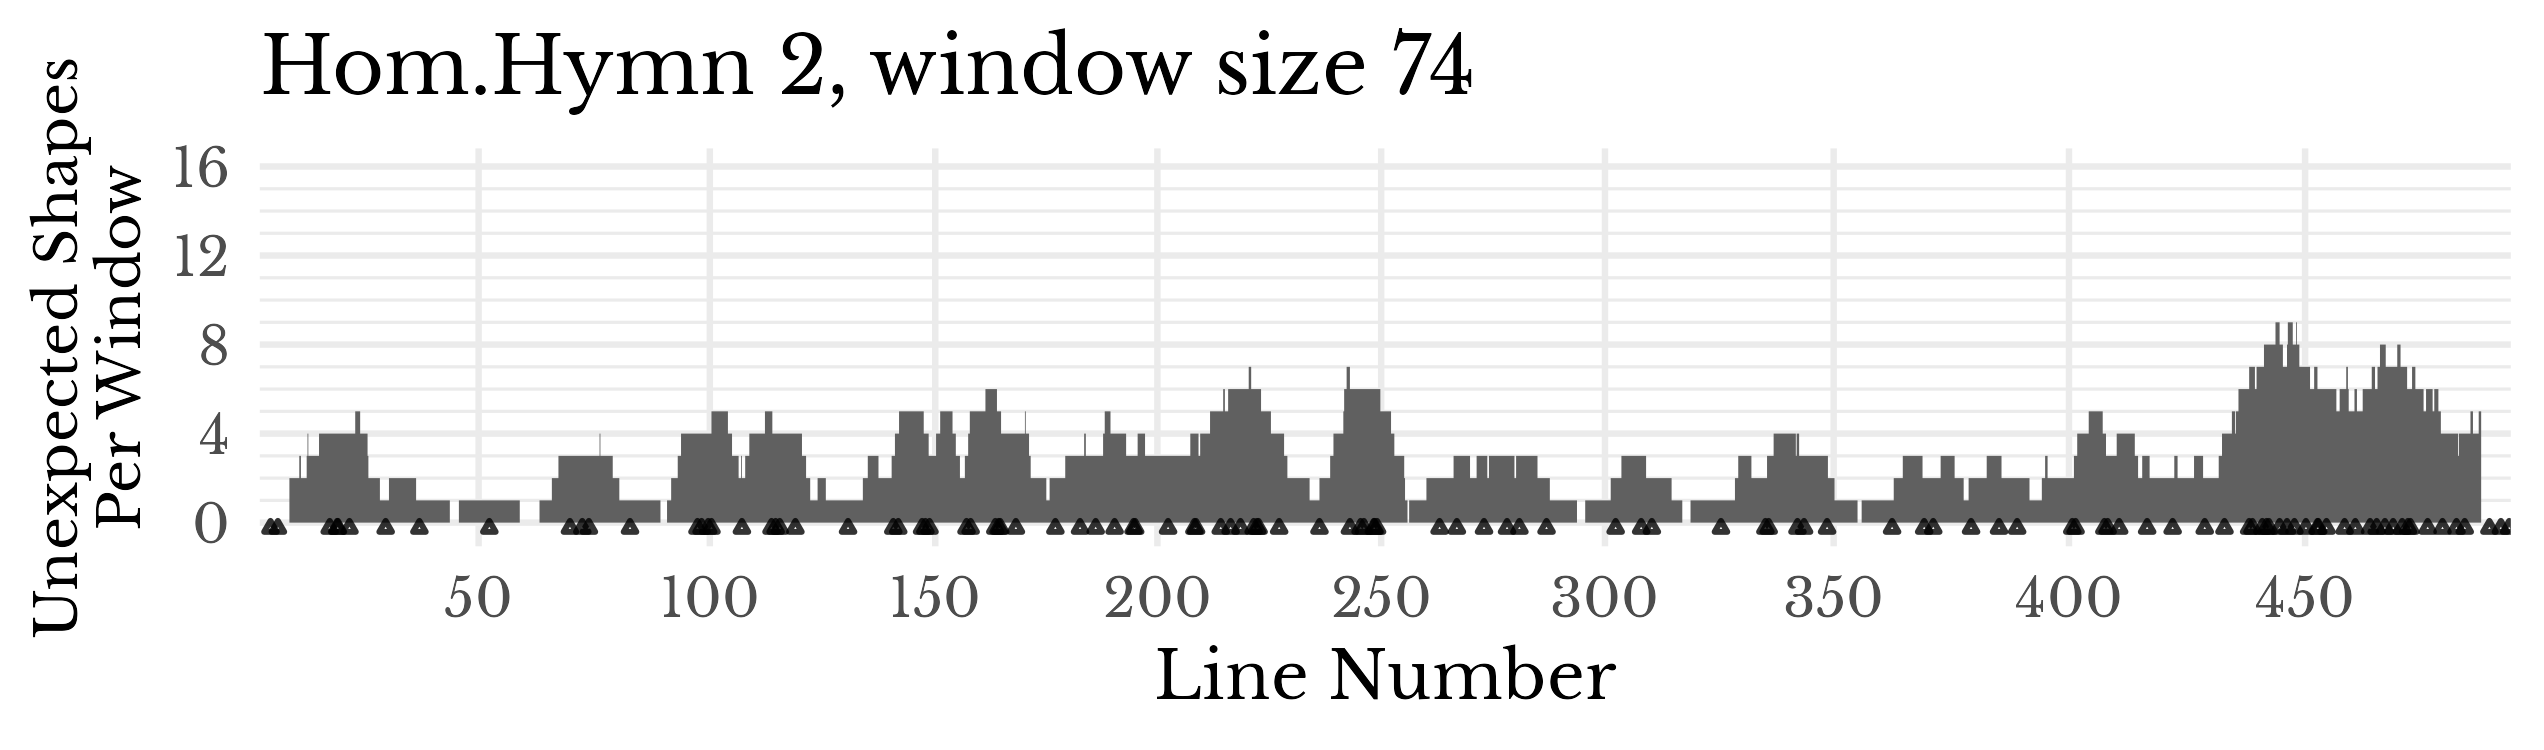 Hom.Hymn 2, window size 74
Unexpected Shapes
Per Window
16
12
8
4
0
50 100 150 200 250 300 350 400 450
Line Number